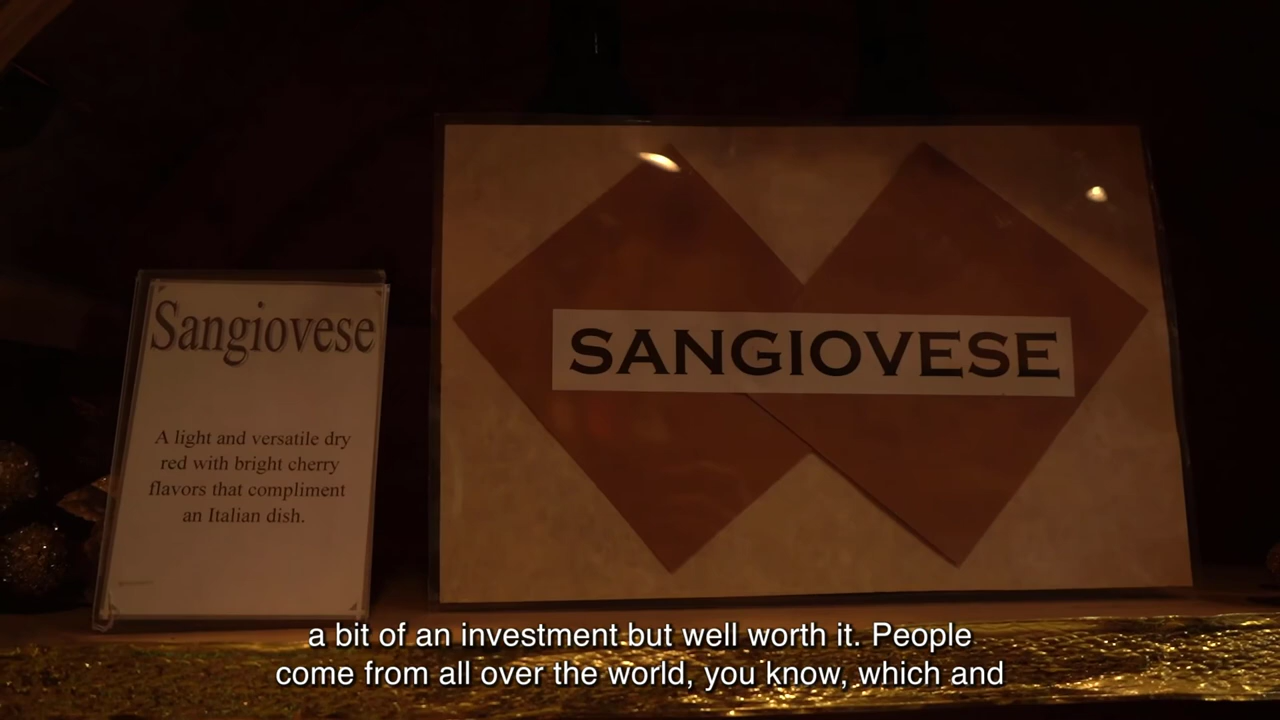 Sangiovese
A light and versatile dry
red with bright cherry
flavors that compliment
an Italian dish.
SANGIOVESE
a bit of an investment but well worth it. People
come from all over the world, you know, which and